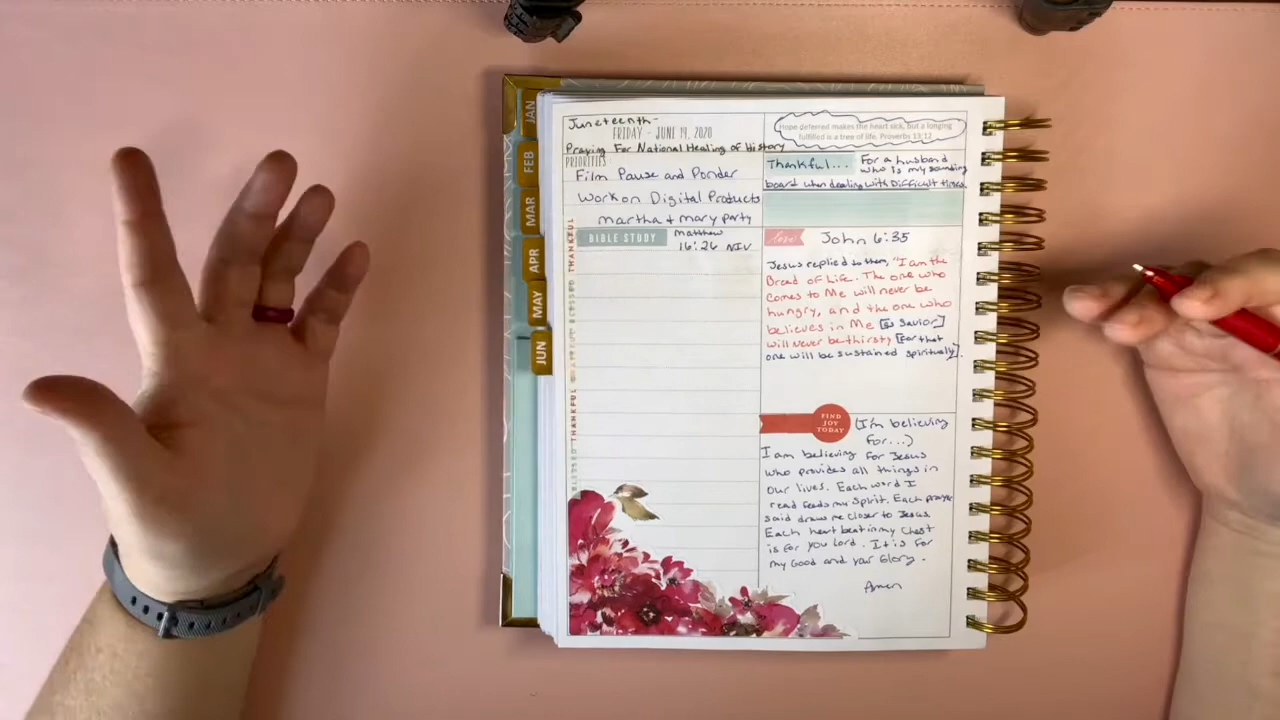 JAN
FEB
MAR
APR
MAY
JUN
Juneteenth-
FRIDAY - JUNE 19, 2020
Praying For National Healing of History
PRIORITIES
Film Pause and Ponder
Work on Digital Products
martha + mary party
BIBLE STUDY
Matthew
16:26 NIV
THANKFUL
BLESSED
THANKFUL
BLESSED
Hope deferred makes the heart sick, but a longing
fulfilled is a tree of life. Proverbs 13:12
Thankful... For a husband
who is my sounding
board when dealing with Difficult times.
love John 6:35
Jesus replied to them, "I am the
Bread of Life. The one who
comes to Me will never be
hungry, and the one who
believes in Me [as Savior]
will never be thirsty [for that
one will be sustained spiritually].
FIND
JOY
TODAY
(I'm believing
for...)
I am believing for Jesus
who provides all things in
our lives. Each word I
read feeds my spirit. Each prayer
said draws me closer to Jesus.
Each heart beat in my chest
is for you Lord. It is for
my Good and your Glory.
Amen